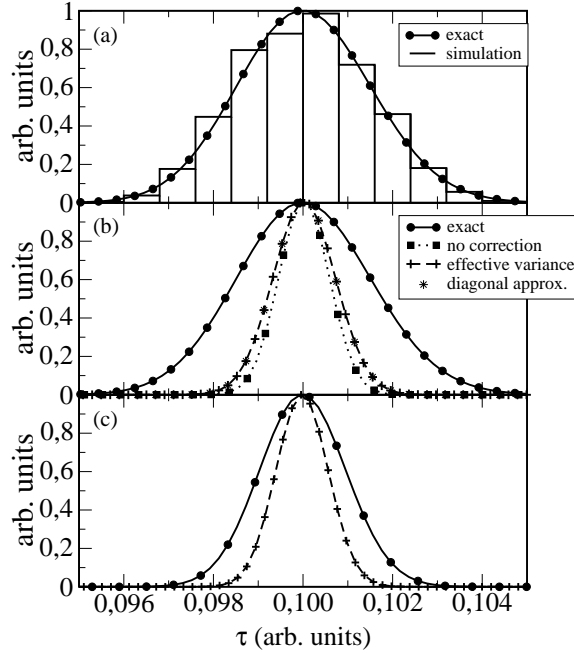 (a)
exact
simulation
arb. units
1
0,8
0,6
0,4
0,2
0
(b)
exact
no correction
effective variance
diagonal approx.
arb. units
0,8
0,6
0,4
0,2
0
(c)
arb. units
0,8
0,6
0,4
0,2
0
0,096 0,098 0,100 0,102 0,104
τ (arb. units)